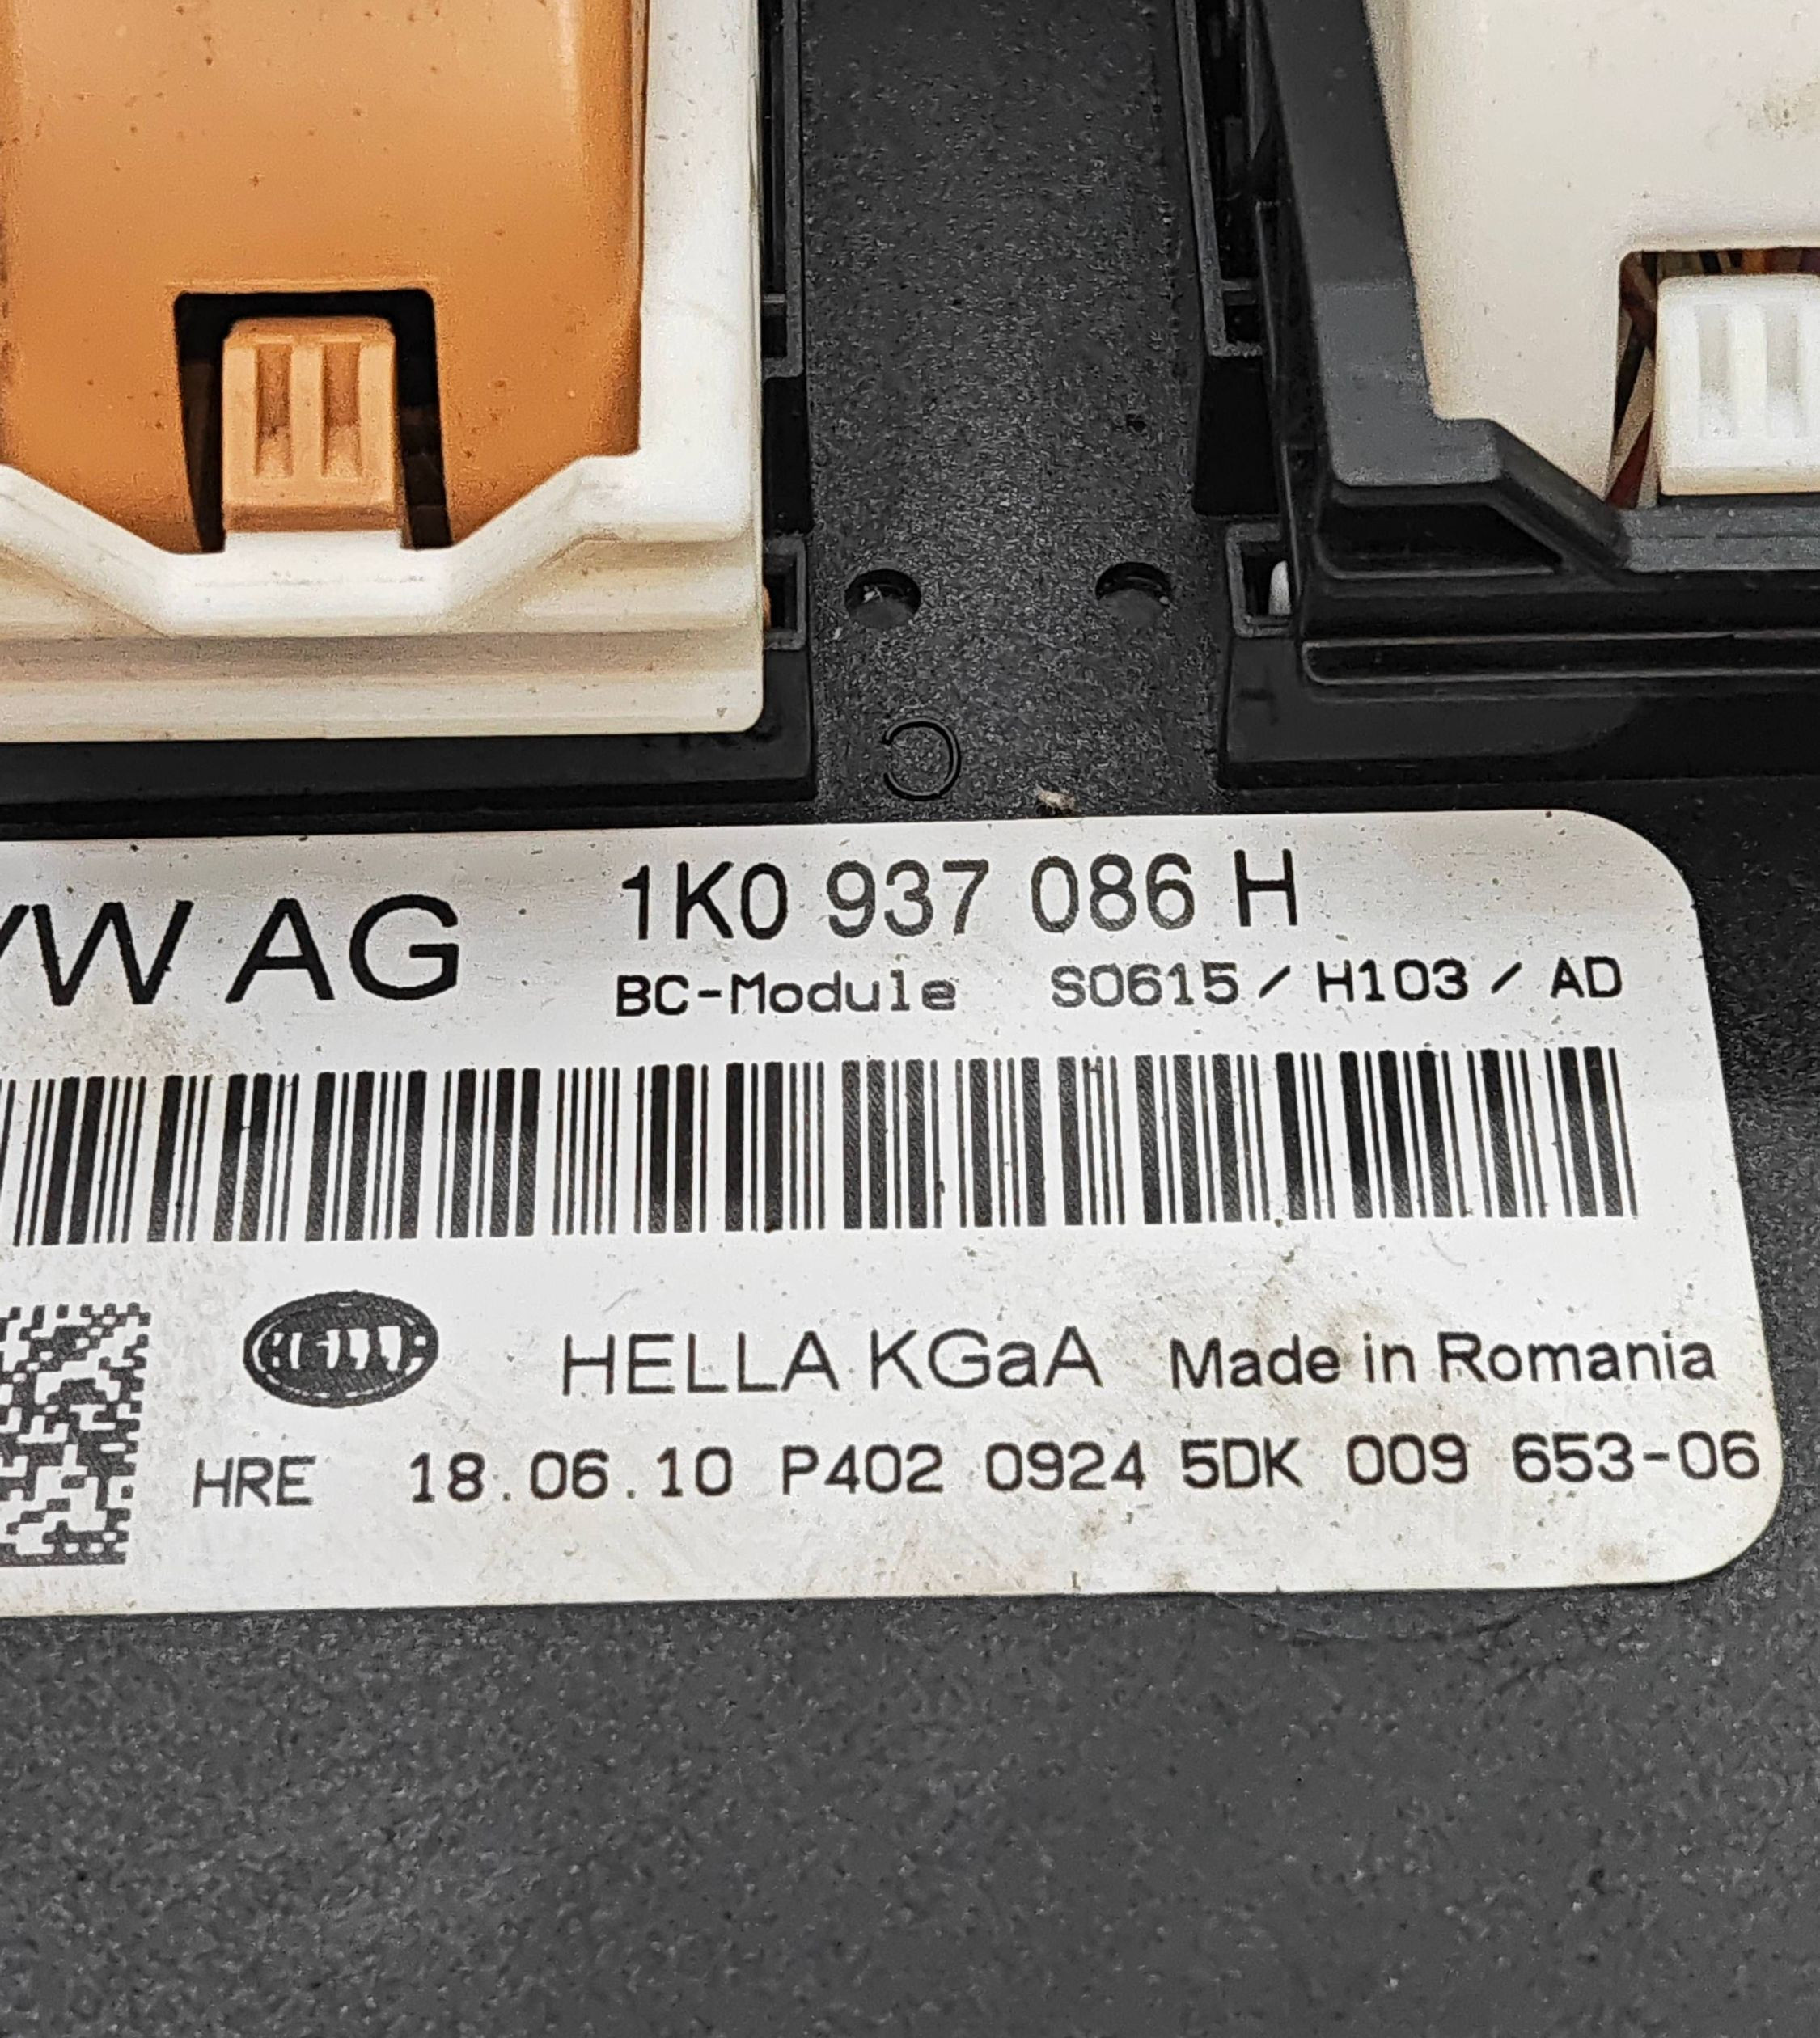 C
VW AG 1K0 937 086 H
BC-Module S0615 / H103 / AD
HELLA
HELLA KGaA Made in Romania
HRE 18.06.10 P402 0924 5DK 009 653-06